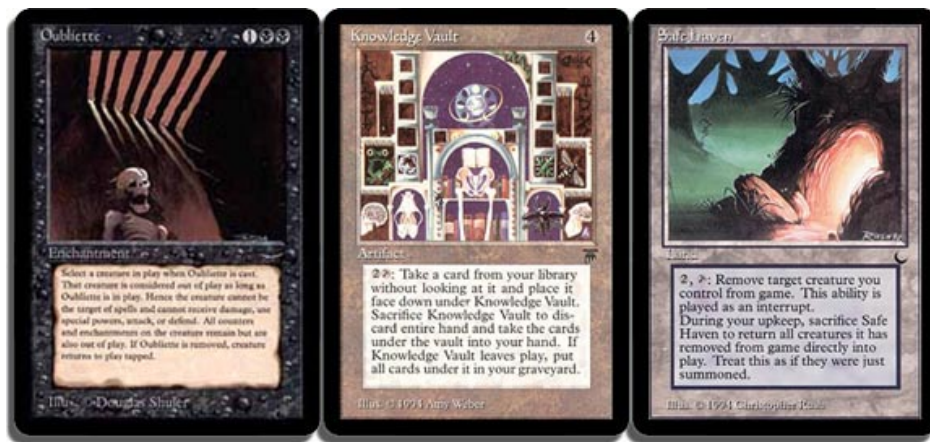 Oubliette 1
Enchantment
Select a creature in play when Oubliette is cast.
That creature is considered out of play as long as
Oubliette is in play. Hence the creature cannot be
the target of spells and cannot receive damage, use
special powers, attack, or defend. All counters
and enchantments on the creature remain but are
also out of play. If Oubliette is removed, creature
returns to play tapped.
Illus. © Douglas Shuler
Knowledge Vault 4
Artifact
2: Take a card from your library
without looking at it and place it
face down under Knowledge Vault.
Sacrifice Knowledge Vault to dis-
card entire hand and take the cards
under the vault into your hand. If
Knowledge Vault leaves play, put
all cards under it in your graveyard.
Illus. © 1994 Amy Weber
Safe Haven
Land
2, : Remove target creature you
control from game. This ability is
played as an interrupt.
During your upkeep, sacrifice Safe
Haven to return all creatures it has
removed from game directly into
play. Treat this as if they were just
summoned.
Illus. © 1994 Christopher Rush